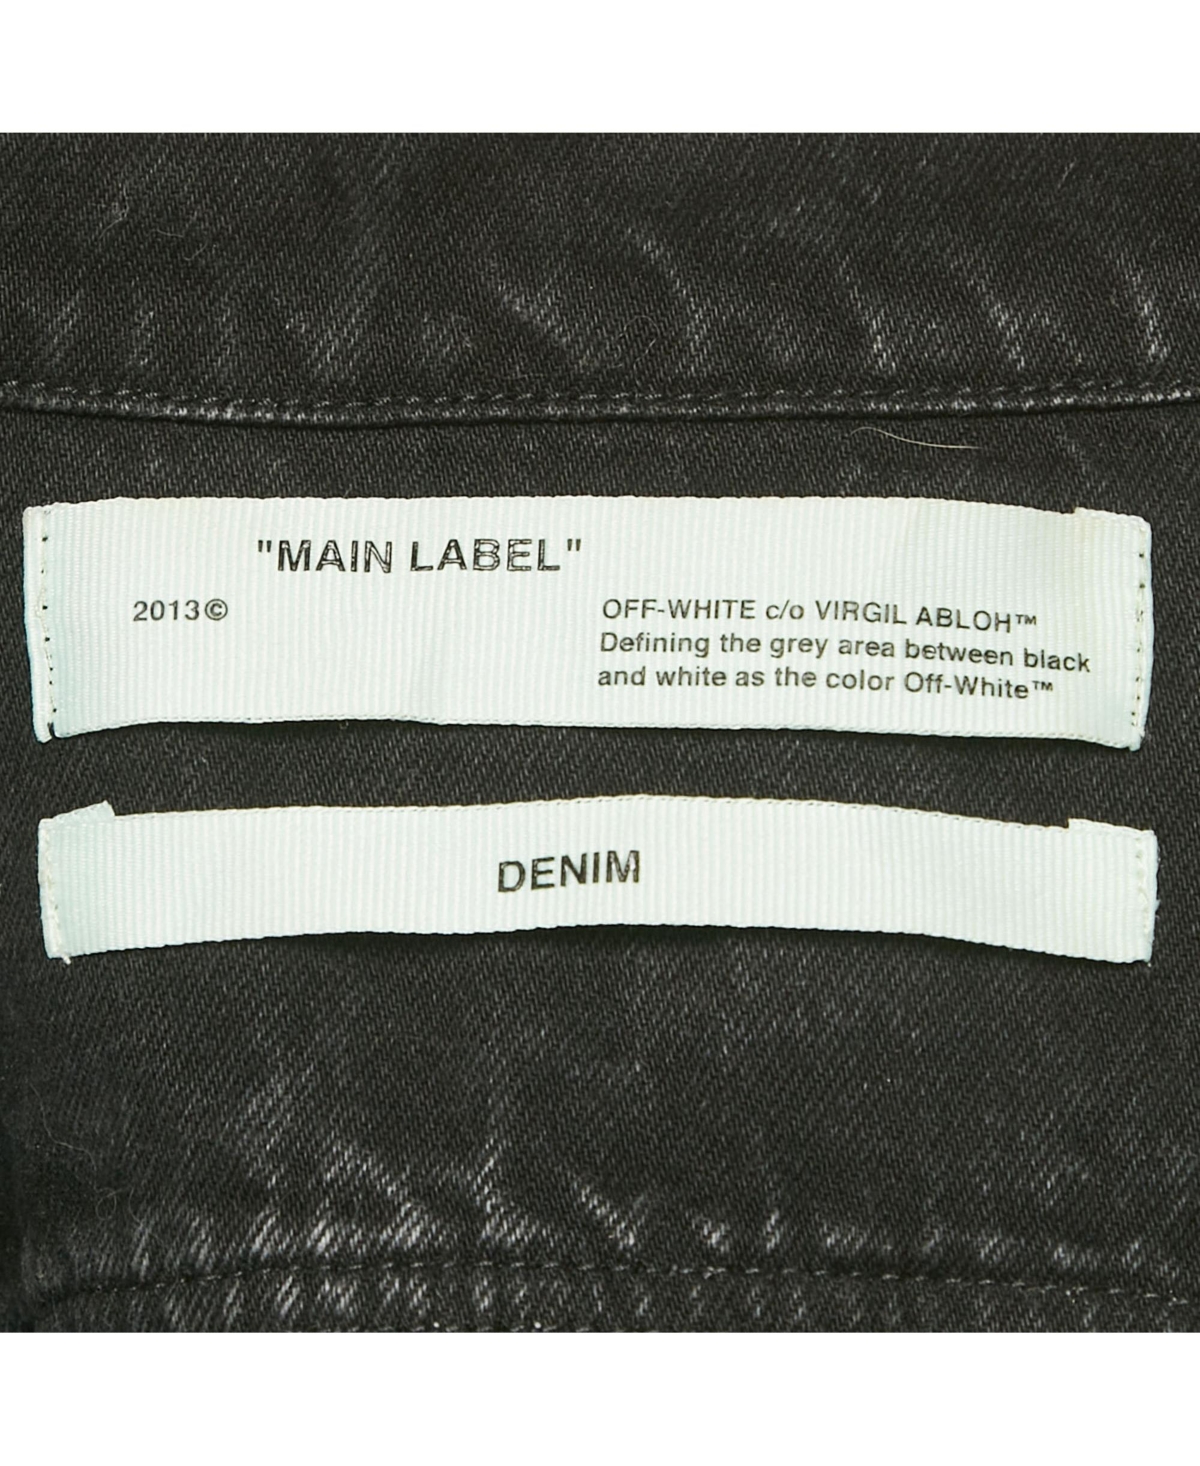 "MAIN LABEL"
2013©
OFF-WHITE c/o VIRGIL ABLOH™
Defining the grey area between black
and white as the color Off-White™
DENIM